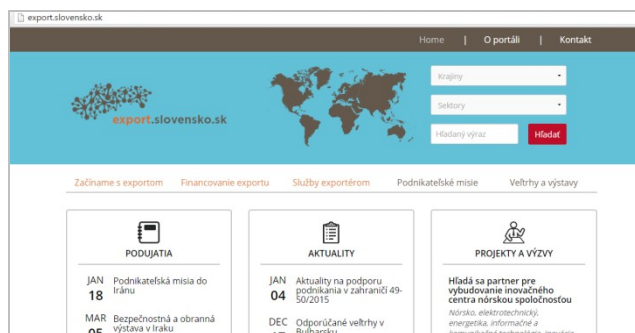 export.slovensko.sk
Home | O portáli | Kontakt
Krajiny
Sektory
Hľadaný výraz Hľadať
export.slovensko.sk
Začíname s exportom Financovanie exportu Služby exportérom Podnikateľské misie Veľtrhy a výstavy
PODUJATIA
JAN 18 Podnikateľská misia do
Iránu
MAR 05 Bezpečnostná a obranná
výstava v Iraku
AKTUALITY
JAN 04 Aktuality na podporu
podnikania v zahraničí 49-
50/2015
DEC Odporúčané veľtrhy v
Bulharsku
PROJEKTY A VÝZVY
Hľadá sa partner pre
vybudovanie inovačného
centra nórskou spoločnosťou
Nórsko, elektrotechnický,
energetika, informačné a